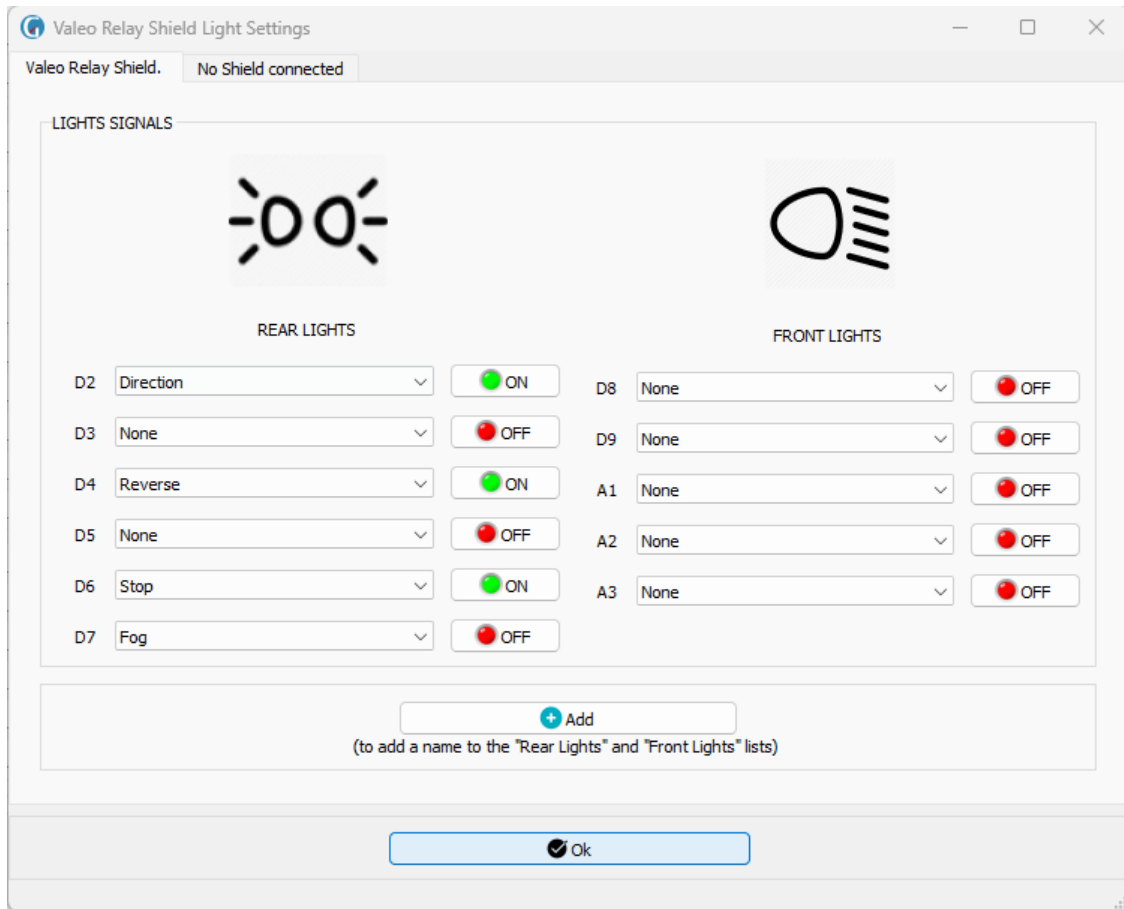 Valeo Relay Shield Light Settings
Valeo Relay Shield.
No Shield connected
LIGHTS SIGNALS
REAR LIGHTS
D2 Direction ON
D3 None OFF
D4 Reverse ON
D5 None OFF
D6 Stop ON
D7 Fog OFF
FRONT LIGHTS
D8 None OFF
D9 None OFF
A1 None OFF
A2 None OFF
A3 None OFF
Add
(to add a name to the "Rear Lights" and "Front Lights" lists)
Ok